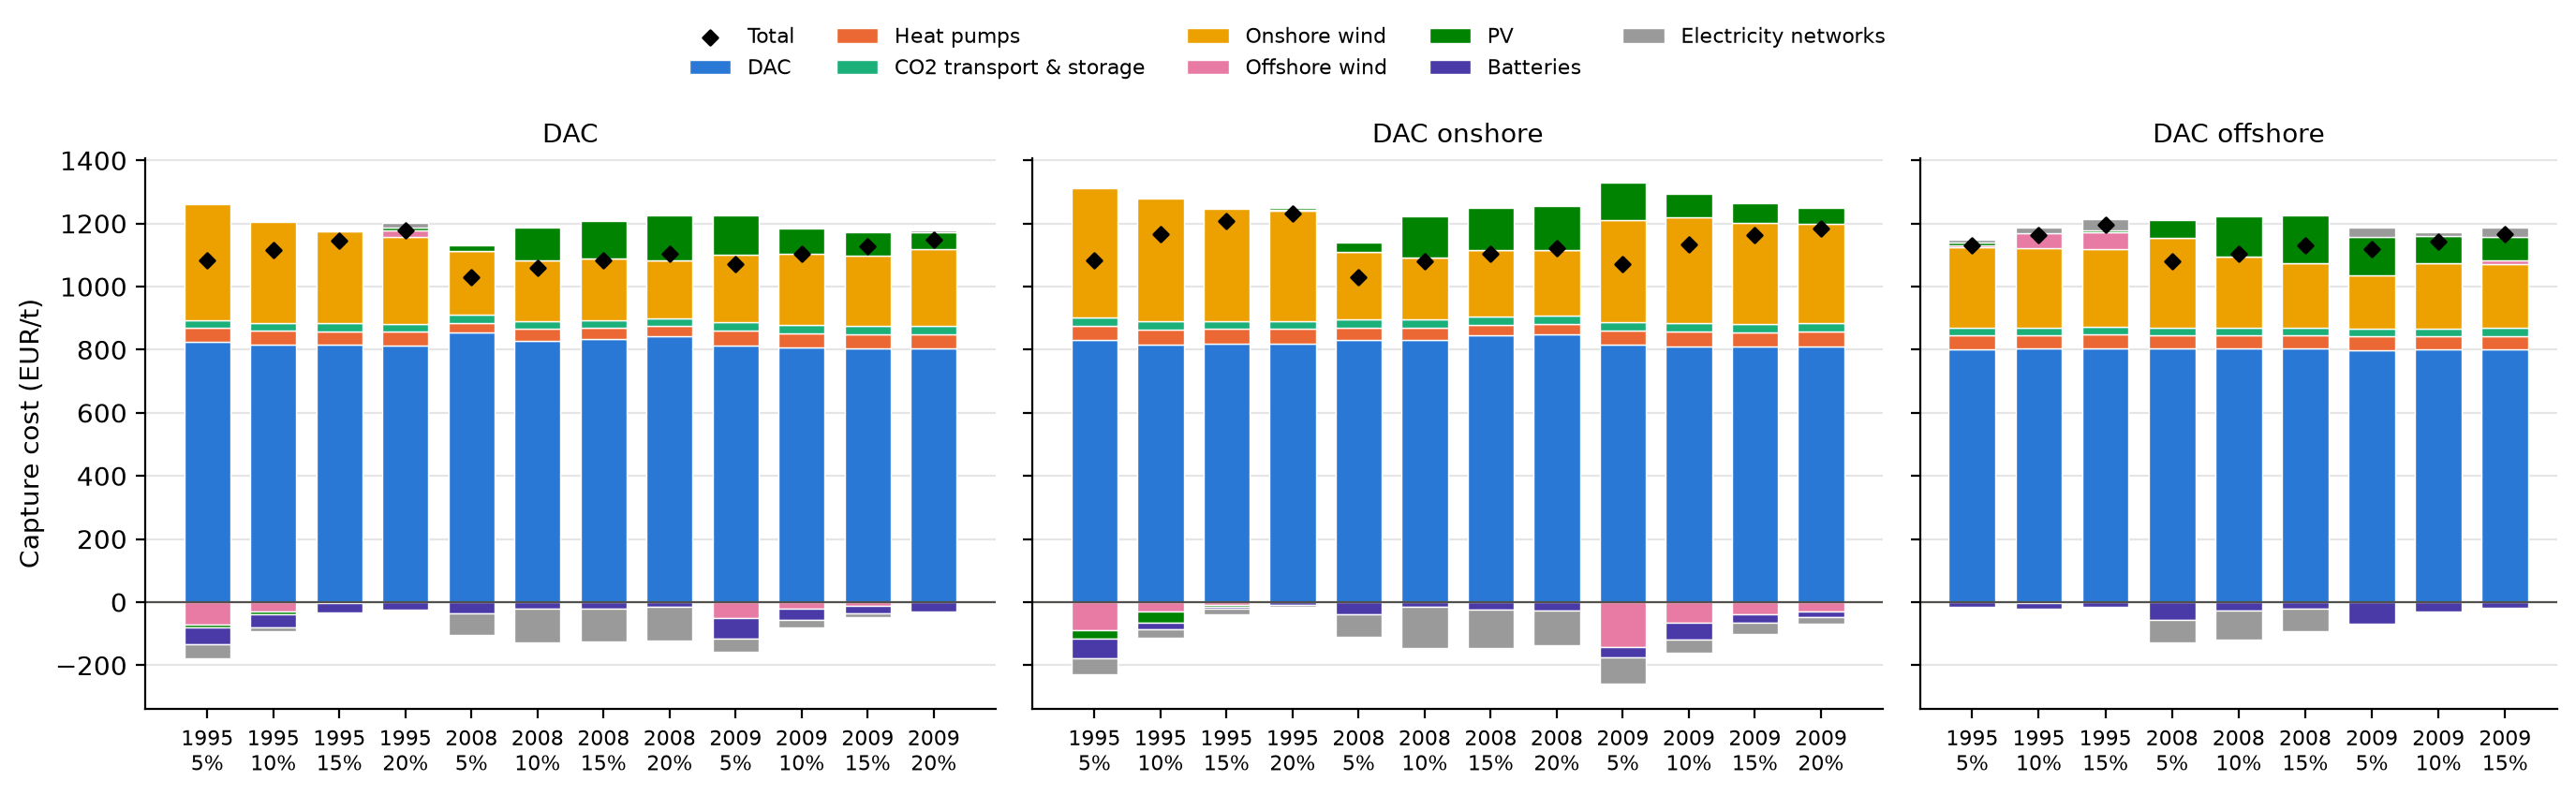 Total Heat pumps Onshore wind PV Electricity networks
DAC CO2 transport & storage Offshore wind Batteries
DAC DAC onshore DAC offshore
Capture cost (EUR/t)
1400
1200
1000
800
600
400
200
0
−200
1995 1995 1995 1995 2008 2008 2008 2008 2009 2009 2009 2009 1995 1995 1995 1995 2008 2008 2008 2008 2009 2009 2009 2009 1995 1995 1995 2008 2008 2008 2009 2009 2009
5% 10% 15% 20% 5% 10% 15% 20% 5% 10% 15% 20% 5% 10% 15% 20% 5% 10% 15% 20% 5% 10% 15% 20% 5% 10% 15% 5% 10% 15% 5% 10% 15%